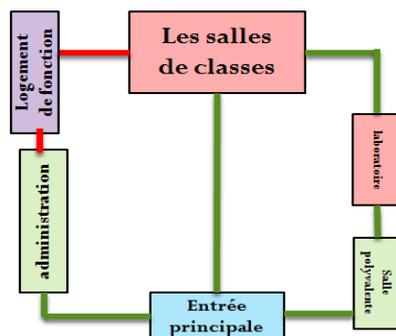 Logement
de fonction
Les salles
de classes
laboratoire
administration
Salle
polyvalente
Entrée
principale